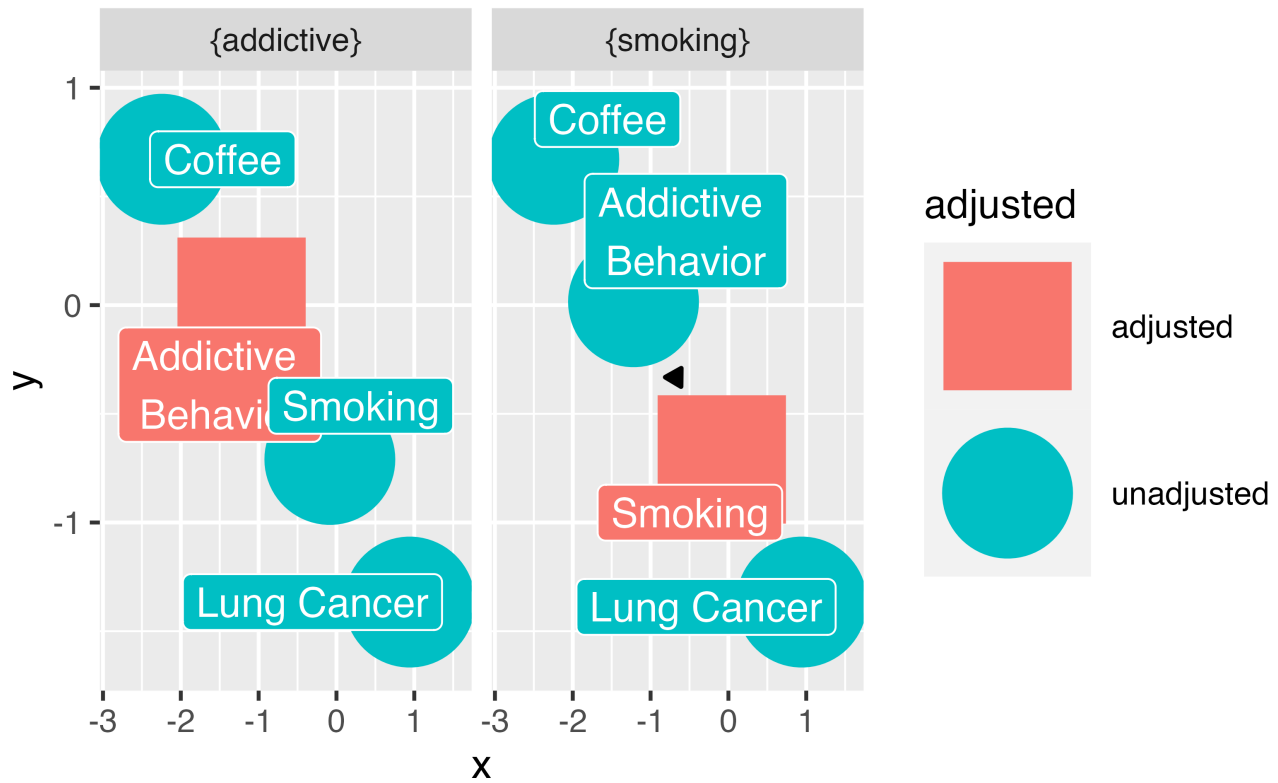 {addictive}
{smoking}
1
0
-1
y
Coffee
Addictive
Behavi
Smoking
Lung Cancer
Coffee
Addictive
Behavior
Smoking
Lung Cancer
-3 -2 -1 0 1
-3 -2 -1 0 1
x
adjusted
adjusted
unadjusted